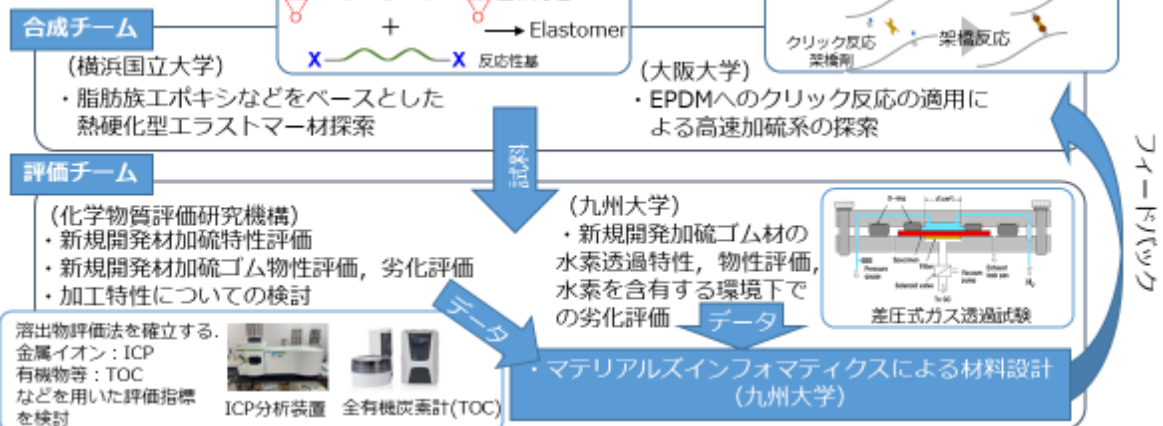 合成チーム
+
→ Elastomer
X
X 反応性基
クリック反応
架橋剤
架橋反応
(横浜国立大学)
・脂肪族エポキシなどをベースとした
熱硬化型エラストマー材探索
(大阪大学)
・EPDMへのクリック反応の適用に
よる高速加硫系の探索
フィードバック
評価チーム
(化学物質評価研究機構)
・新規開発材加硫特性評価
・新規開発材加硫ゴム物性評価，劣化評価
・加工特性についての検討
(九州大学)
・新規開発加硫ゴム材の
水素透過特性，物性評価，
水素を含有する環境下で
の劣化評価
O-ring
Specimen
Filter
Pressure
gauge
Solenoid valve
Vacuum
pump
Exhaust
H₂
To GC
差圧式ガス透過試験
データ
データ
溶出物評価法を確立する．
金属イオン：ICP
有機物等：TOC
などを用いた評価指標
を検討
ICP分析装置
全有機炭素計(TOC)
・マテリアルズインフォマティクスによる材料設計
(九州大学)